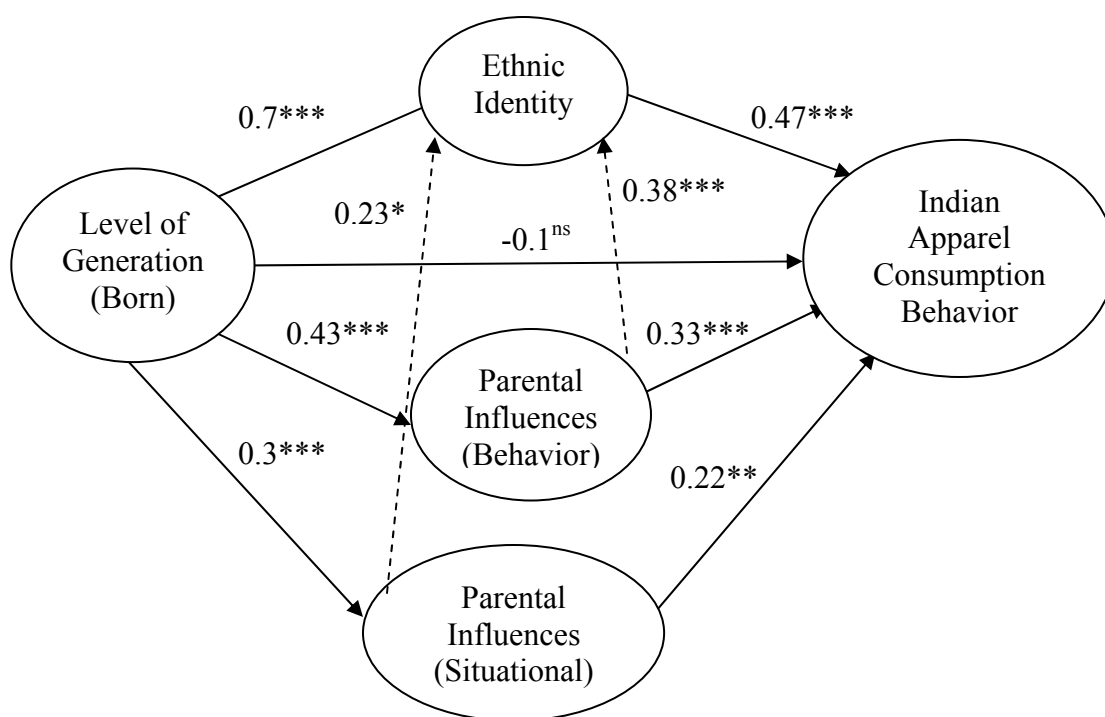 Ethnic
Identity
0.7***
0.47***
0.23*
0.38***
Level of
Generation
(Born)
-0.1ns
Indian
Apparel
Consumption
Behavior
0.43***
0.33***
Parental
Influences
(Behavior)
0.3***
0.22**
Parental
Influences
(Situational)